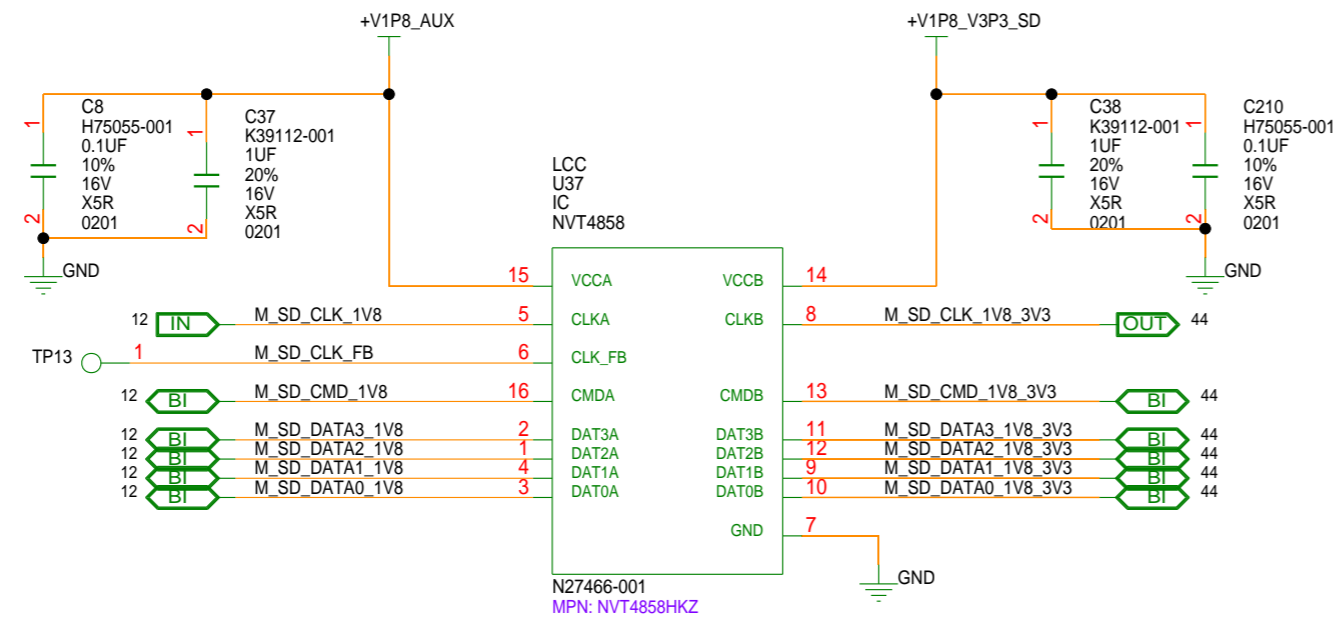 +V1P8_AUX
+V1P8_V3P3_SD
C8
H75055-001
0.1UF
10%
16V
X5R
0201
1
2
C37
K39112-001
1UF
20%
16V
X5R
0201
1
2
GND
C38
K39112-001
1UF
20%
16V
X5R
0201
1
2
C210
H75055-001
0.1UF
10%
16V
X5R
0201
1
2
GND
LCC
U37
IC
NVT4858
15 VCCA VCCB 14
12 IN M_SD_CLK_1V8 5 CLKA CLKB 8 M_SD_CLK_1V8_3V3 OUT 44
TP13 1 M_SD_CLK_FB 6 CLK_FB
12 BI M_SD_CMD_1V8 16 CMDA CMDB 13 M_SD_CMD_1V8_3V3 BI 44
12 BI M_SD_DATA3_1V8 2 DAT3A DAT3B 11 M_SD_DATA3_1V8_3V3 BI 44
12 BI M_SD_DATA2_1V8 1 DAT2A DAT2B 12 M_SD_DATA2_1V8_3V3 BI 44
12 BI M_SD_DATA1_1V8 4 DAT1A DAT1B 9 M_SD_DATA1_1V8_3V3 BI 44
12 BI M_SD_DATA0_1V8 3 DAT0A DAT0B 10 M_SD_DATA0_1V8_3V3 BI 44
GND 7
GND
N27466-001
MPN: NVT4858HKZ